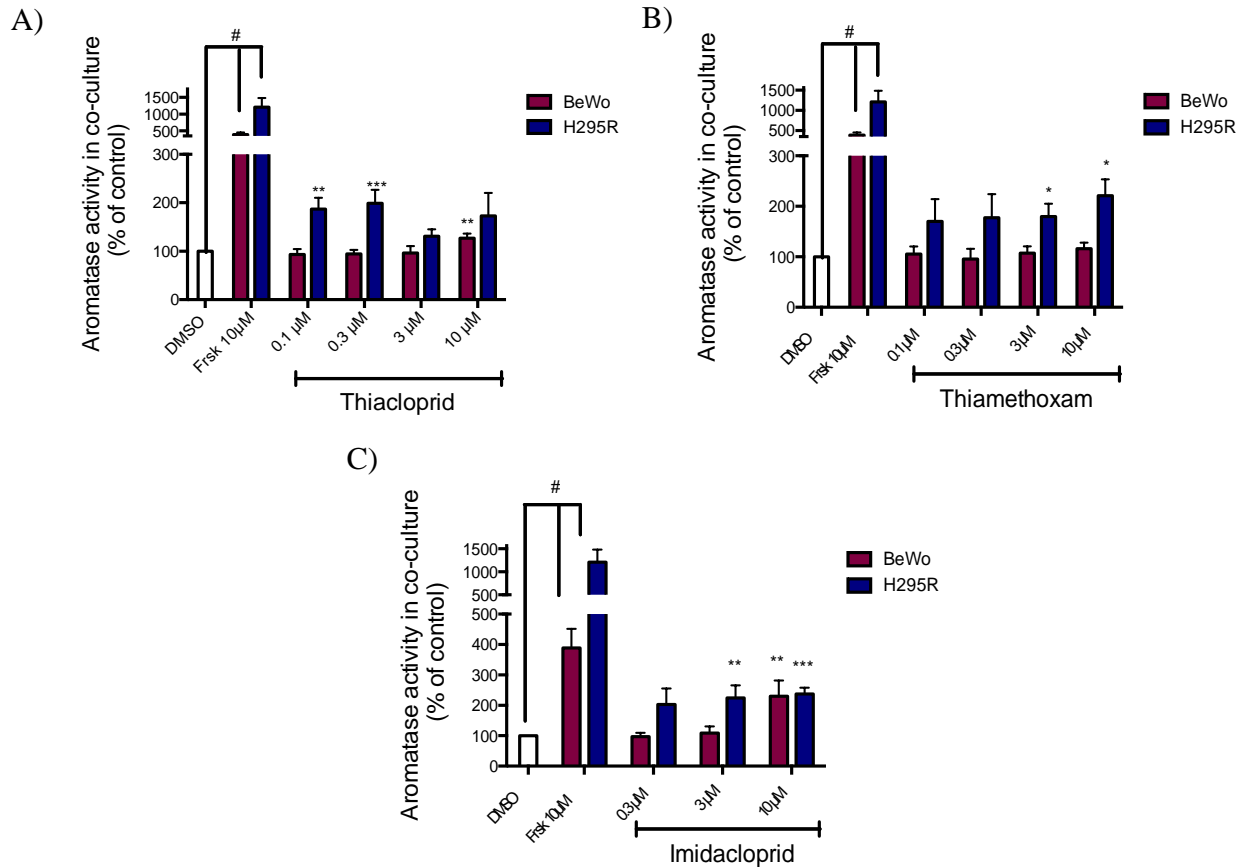 A)
#
Aromatase activity in co-culture
(% of control)
1500
1000
500
300
200
100
0
** *** **
BeWo
H295R
DMSO
Frsk 10µM
0.1 µM
0.3 µM
3 µM
10 µM
Thiacloprid
B)
#
Aromatase activity in co-culture
(% of control)
1500
1000
500
300
200
100
0
* *
BeWo
H295R
DMSO
Frsk 10µM
0.1µM
0.3µM
3µM
10µM
Thiamethoxam
C)
#
Aromatase activity in co-culture
(% of control)
1500
1000
500
500
400
300
200
100
0
** ** ***
BeWo
H295R
DMSO
Frsk 10µM
0.3µM
3µM
10µM
Imidacloprid